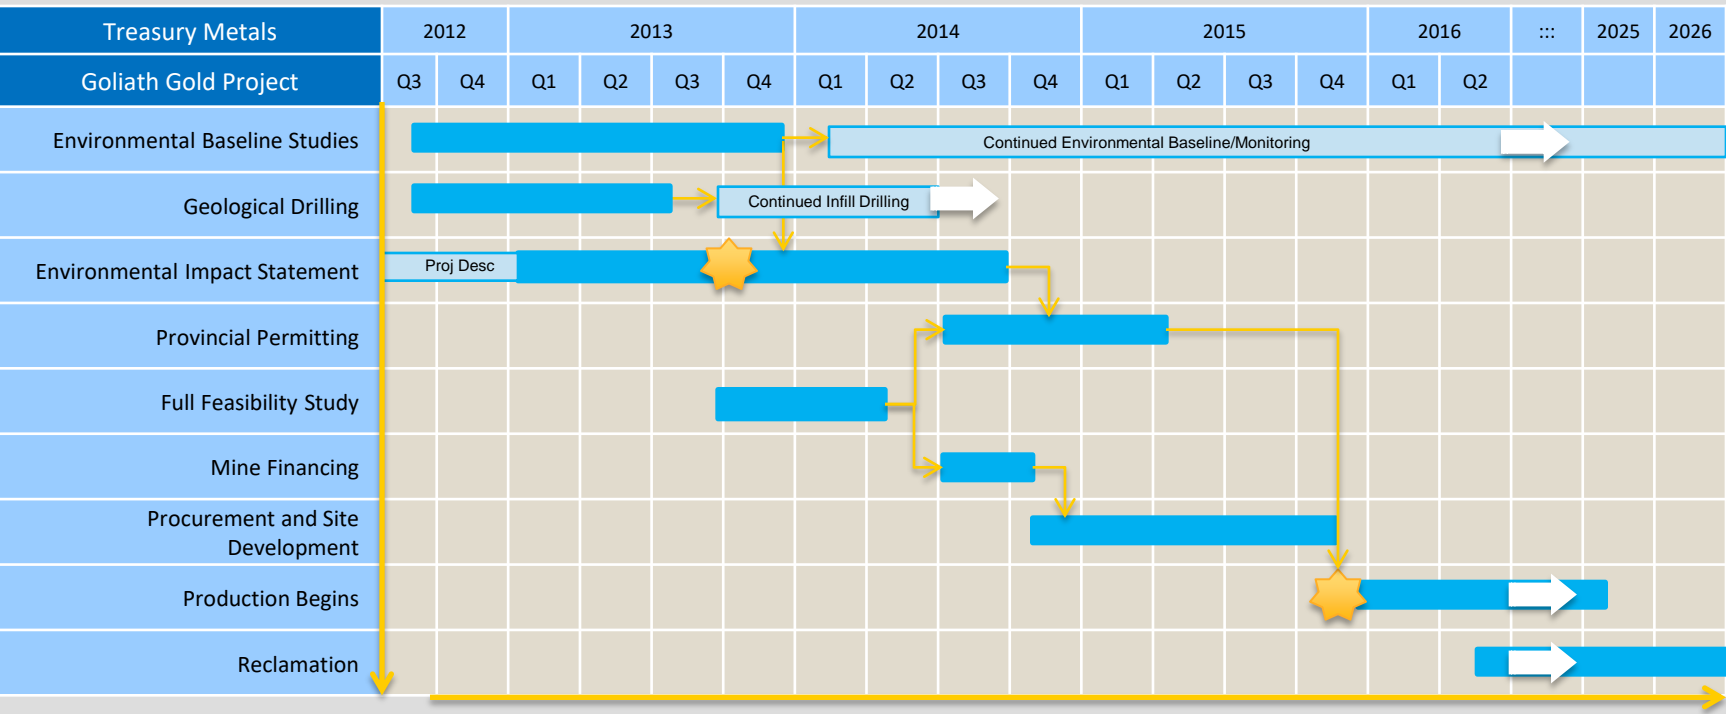 Treasury Metals 2012 2013 2014 2015 2016 ::: 2025 2026
Goliath Gold Project Q3 Q4 Q1 Q2 Q3 Q4 Q1 Q2 Q3 Q4 Q1 Q2 Q3 Q4 Q1 Q2
Environmental Baseline Studies
Continued Environmental Baseline/Monitoring
Geological Drilling
Continued Infill Drilling
Environmental Impact Statement
Proj Desc
Provincial Permitting
Full Feasibility Study
Mine Financing
Procurement and Site
Development
Production Begins
Reclamation